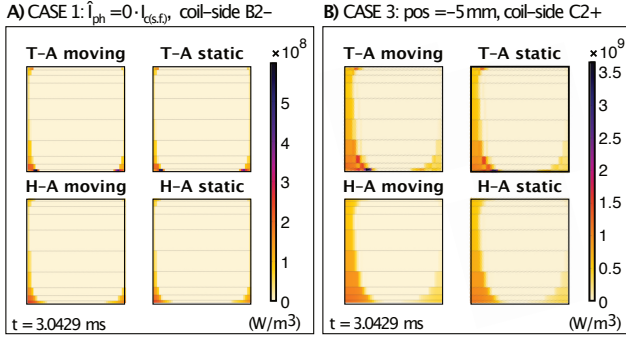 A) CASE 1: Î_ph = 0 · I_c(s.f.), coil-side B2-
T-A moving T-A static
×10^8
5
4
3
2
1
0
H-A moving H-A static
t = 3.0429 ms (W/m³)
B) CASE 3: pos = -5 mm, coil-side C2+
T-A moving T-A static
×10^9
3.5
3
2.5
2
1.5
1
0.5
0
H-A moving H-A static
t = 3.0429 ms (W/m³)